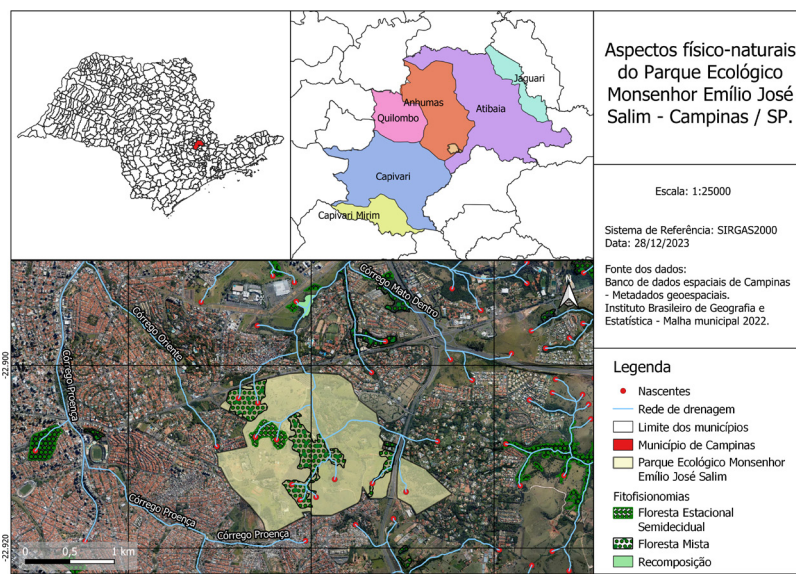 Aspectos físico-naturais
do Parque Ecológico
Monsenhor Emílio José
Salim - Campinas / SP.
Jaguari
Anhumas
Atibaia
Quilombo
Capivari
Capivari Mirim
Escala: 1:25000
Sistema de Referência: SIRGAS2000
Data: 28/12/2023
Fonte dos dados:
Banco de dados espaciais de Campinas
- Metadados geoespaciais.
Instituto Brasileiro de Geografia e
Estatística - Malha municipal 2022.
Córrego Mato Dentro
Córrego Oriente
Córrego Proença
Córrego Proença
Córrego Proença
-22.900
-22.920
0 0,5 1 km
Legenda
Nascentes
Rede de drenagem
Limite dos municípios
Município de Campinas
Parque Ecológico Monsenhor
Emílio José Salim
Fitofisionomias
Floresta Estacional
Semidecidual
Floresta Mista
Recomposição